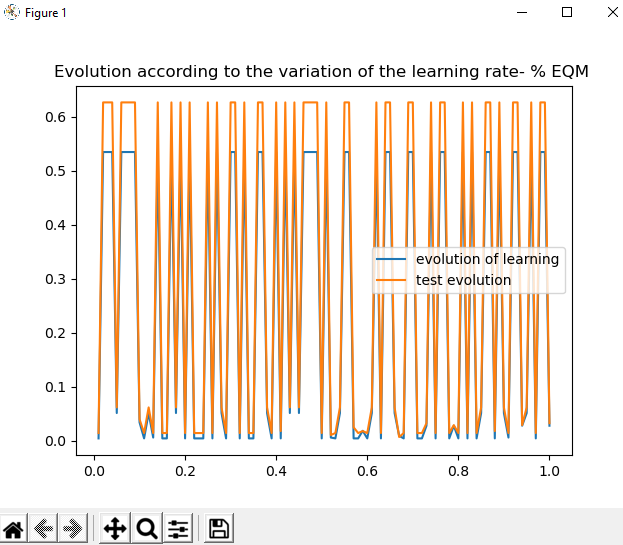 Figure 1
Evolution according to the variation of the learning rate- % EQM
0.6
0.5
0.4
0.3
0.2
0.1
0.0
evolution of learning
test evolution
0.0 0.2 0.4 0.6 0.8 1.0